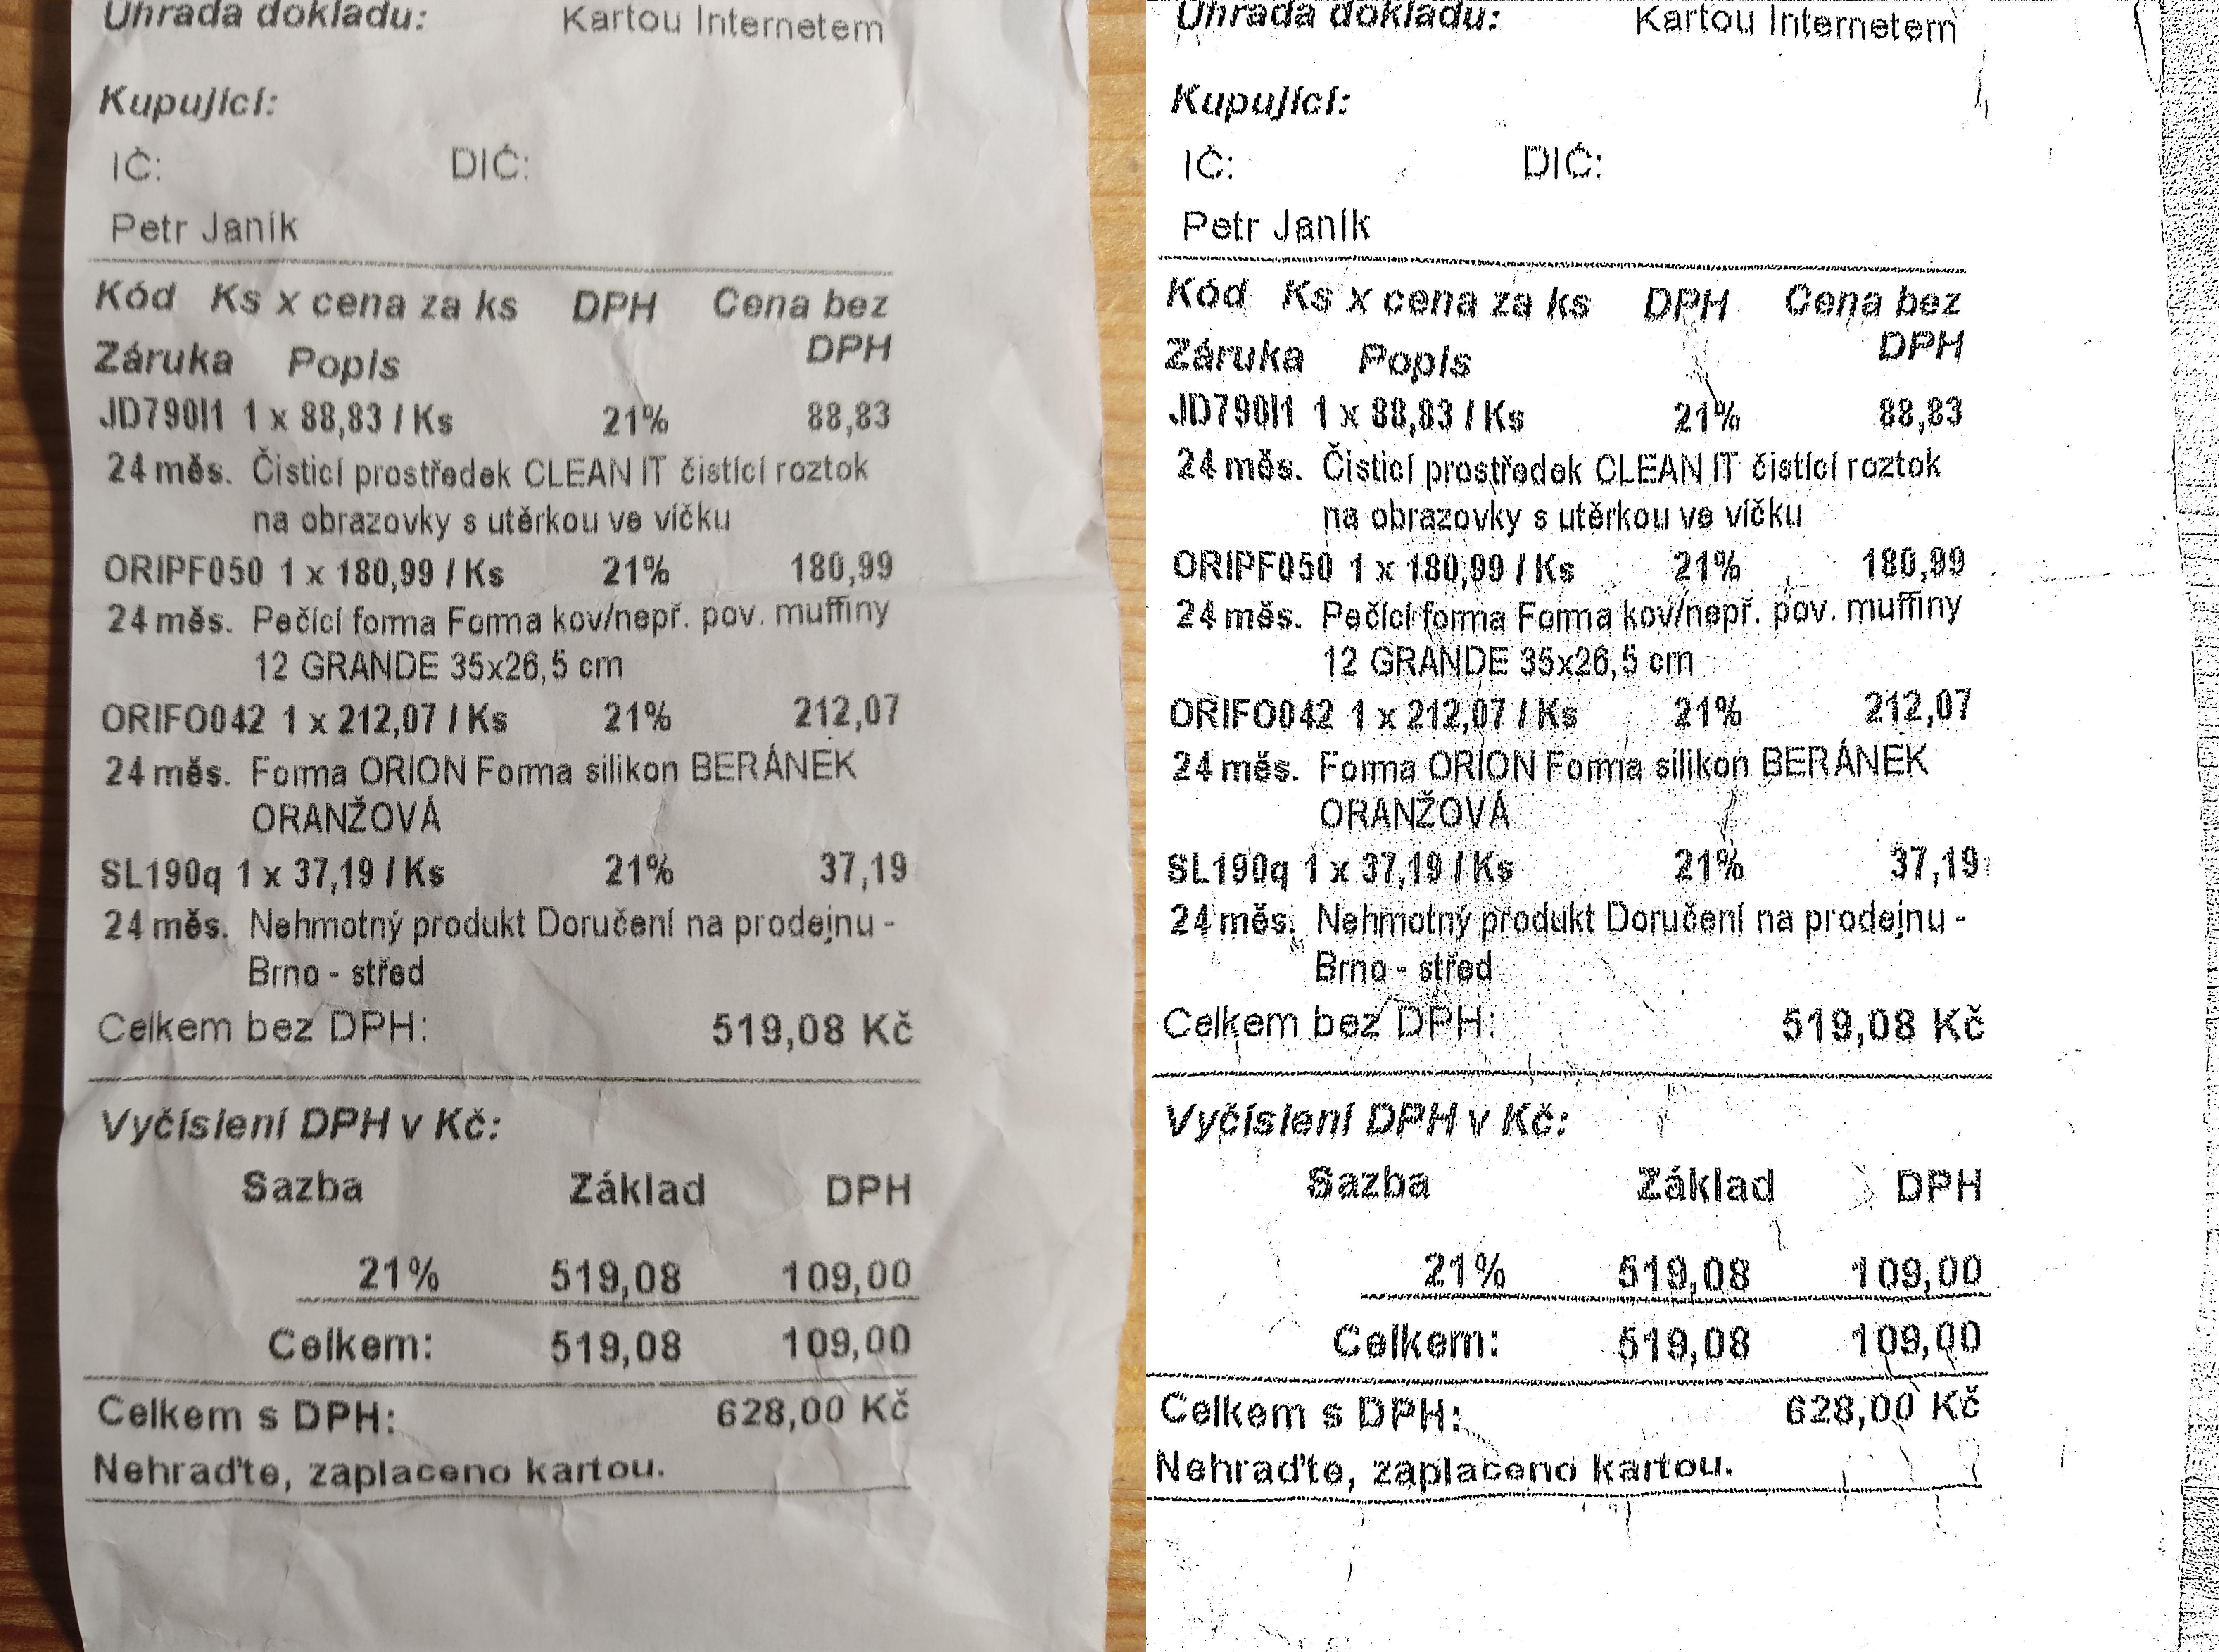 Úhrada dokladu: Kartou Internetem
Kupující:
IČ: DIČ:
Petr Janík
Kód Ks x cena za ks DPH Cena bez
DPH
Záruka Popis
JD790I1 1 x 88,83 / Ks 21% 88,83
24 měs. Čisticí prostředek CLEAN IT čistící roztok
na obrazovky s utěrkou ve víčku
ORIPF050 1 x 180,99 / Ks 21% 180,99
24 měs. Pečící forma Forma kov/nepř. pov. muffiny
12 GRANDE 35x26,5 cm
ORIFO042 1 x 212,07 / Ks 21% 212,07
24 měs. Forma ORION Forma silikon BERÁNEK
ORANŽOVÁ
SL190q 1 x 37,19 / Ks 21% 37,19
24 měs. Nehmotný produkt Doručení na prodejnu -
Brno - střed
Celkem bez DPH: 519,08 Kč
Vyčíslení DPH v Kč:
Sazba Základ DPH
21% 519,08 109,00
Celkem: 519,08 109,00
Celkem s DPH: 628,00 Kč
Nehraďte, zaplaceno kartou.
Úhrada dokladu: Kartou Internetem
Kupující:
IČ: DIČ:
Petr Janík
Kód Ks x cena za ks DPH Cena bez
DPH
Záruka Popis
JD790I1 1 x 88,83 / Ks 21% 88,83
24 měs. Čisticí prostředek CLEAN IT čistící roztok
na obrazovky s utěrkou ve víčku
ORIPF050 1 x 180,99 / Ks 21% 180,99
24 měs. Pečící forma Forma kov/nepř. pov. muffiny
12 GRANDE 35x26,5 cm
ORIFO042 1 x 212,07 / Ks 21% 212,07
24 měs. Forma ORION Forma silikon BERÁNEK
ORANŽOVÁ
SL190q 1 x 37,19 / Ks 21% 37,19
24 měs. Nehmotný produkt Doručení na prodejnu -
Brno - střed
Celkem bez DPH: 519,08 Kč
Vyčíslení DPH v Kč:
Sazba Základ DPH
21% 519,08 109,00
Celkem: 519,08 109,00
Celkem s DPH: 628,00 Kč
Nehraďte, zaplaceno kartou.